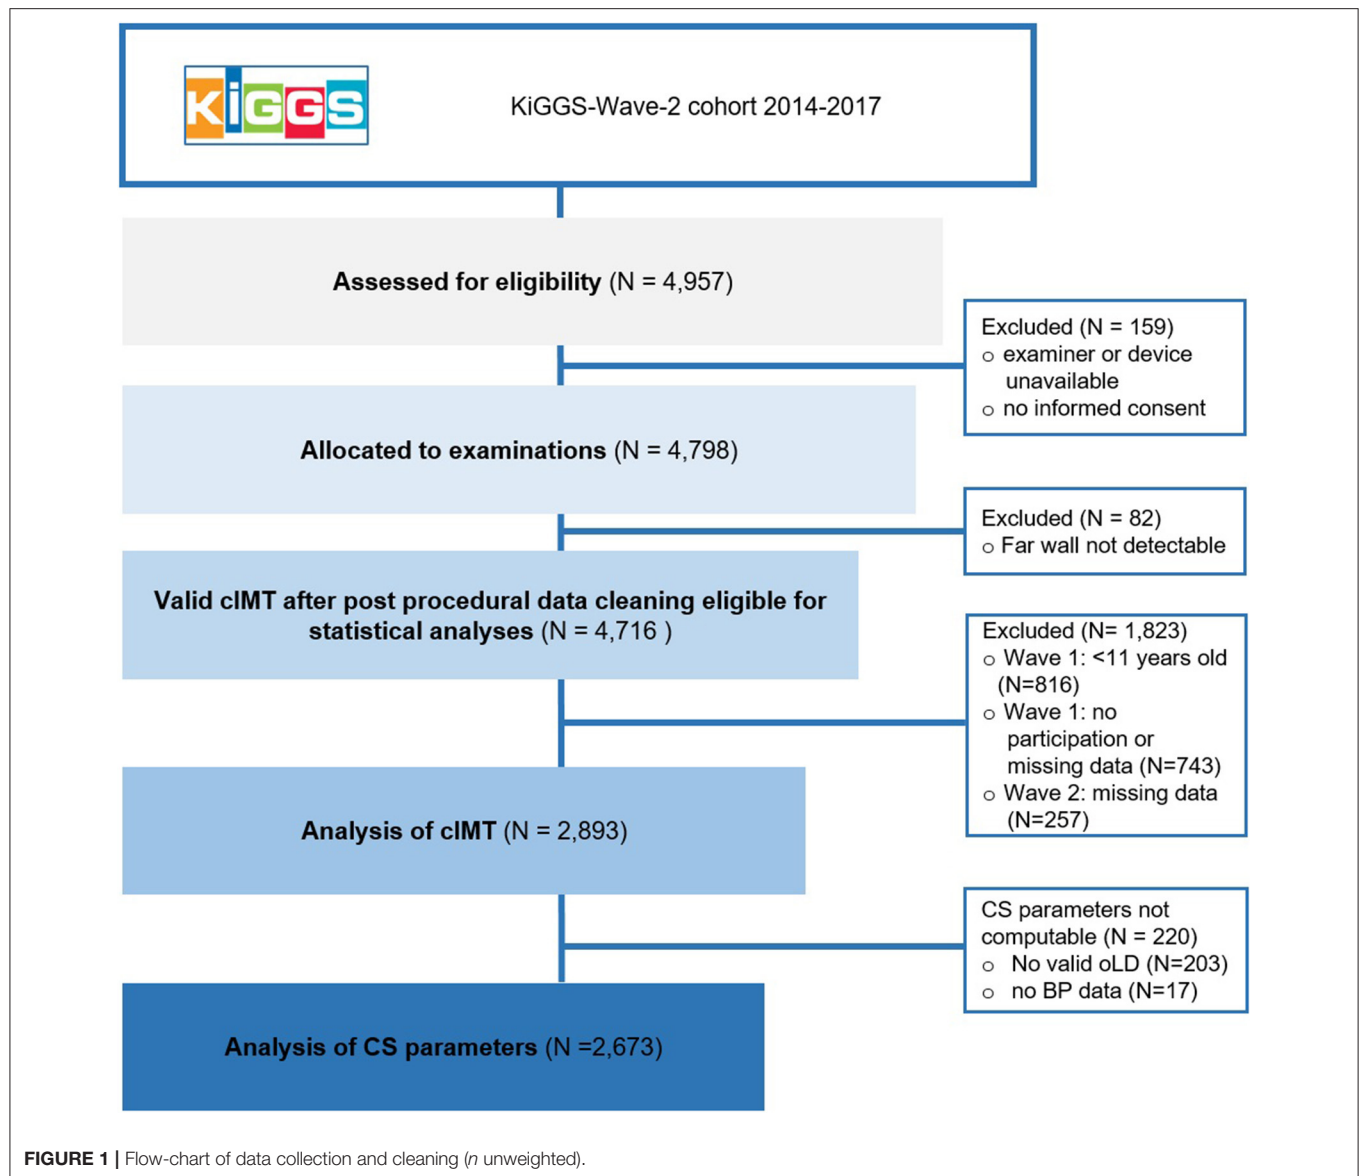 KiGGS
KiGGS-Wave-2 cohort 2014-2017
Assessed for eligibility (N = 4,957)
Excluded (N = 159)
o examiner or device
unavailable
o no informed consent
Allocated to examinations (N = 4,798)
Excluded (N = 82)
o Far wall not detectable
Valid cIMT after post procedural data cleaning eligible for
statistical analyses (N = 4,716 )
Excluded (N= 1,823)
o Wave 1: <11 years old
(N=816)
o Wave 1: no
participation or
missing data (N=743)
o Wave 2: missing data
(N=257)
Analysis of cIMT (N = 2,893)
CS parameters not
computable (N = 220)
o No valid oLD (N=203)
o no BP data (N=17)
Analysis of CS parameters (N =2,673)
FIGURE 1 | Flow-chart of data collection and cleaning (n unweighted).